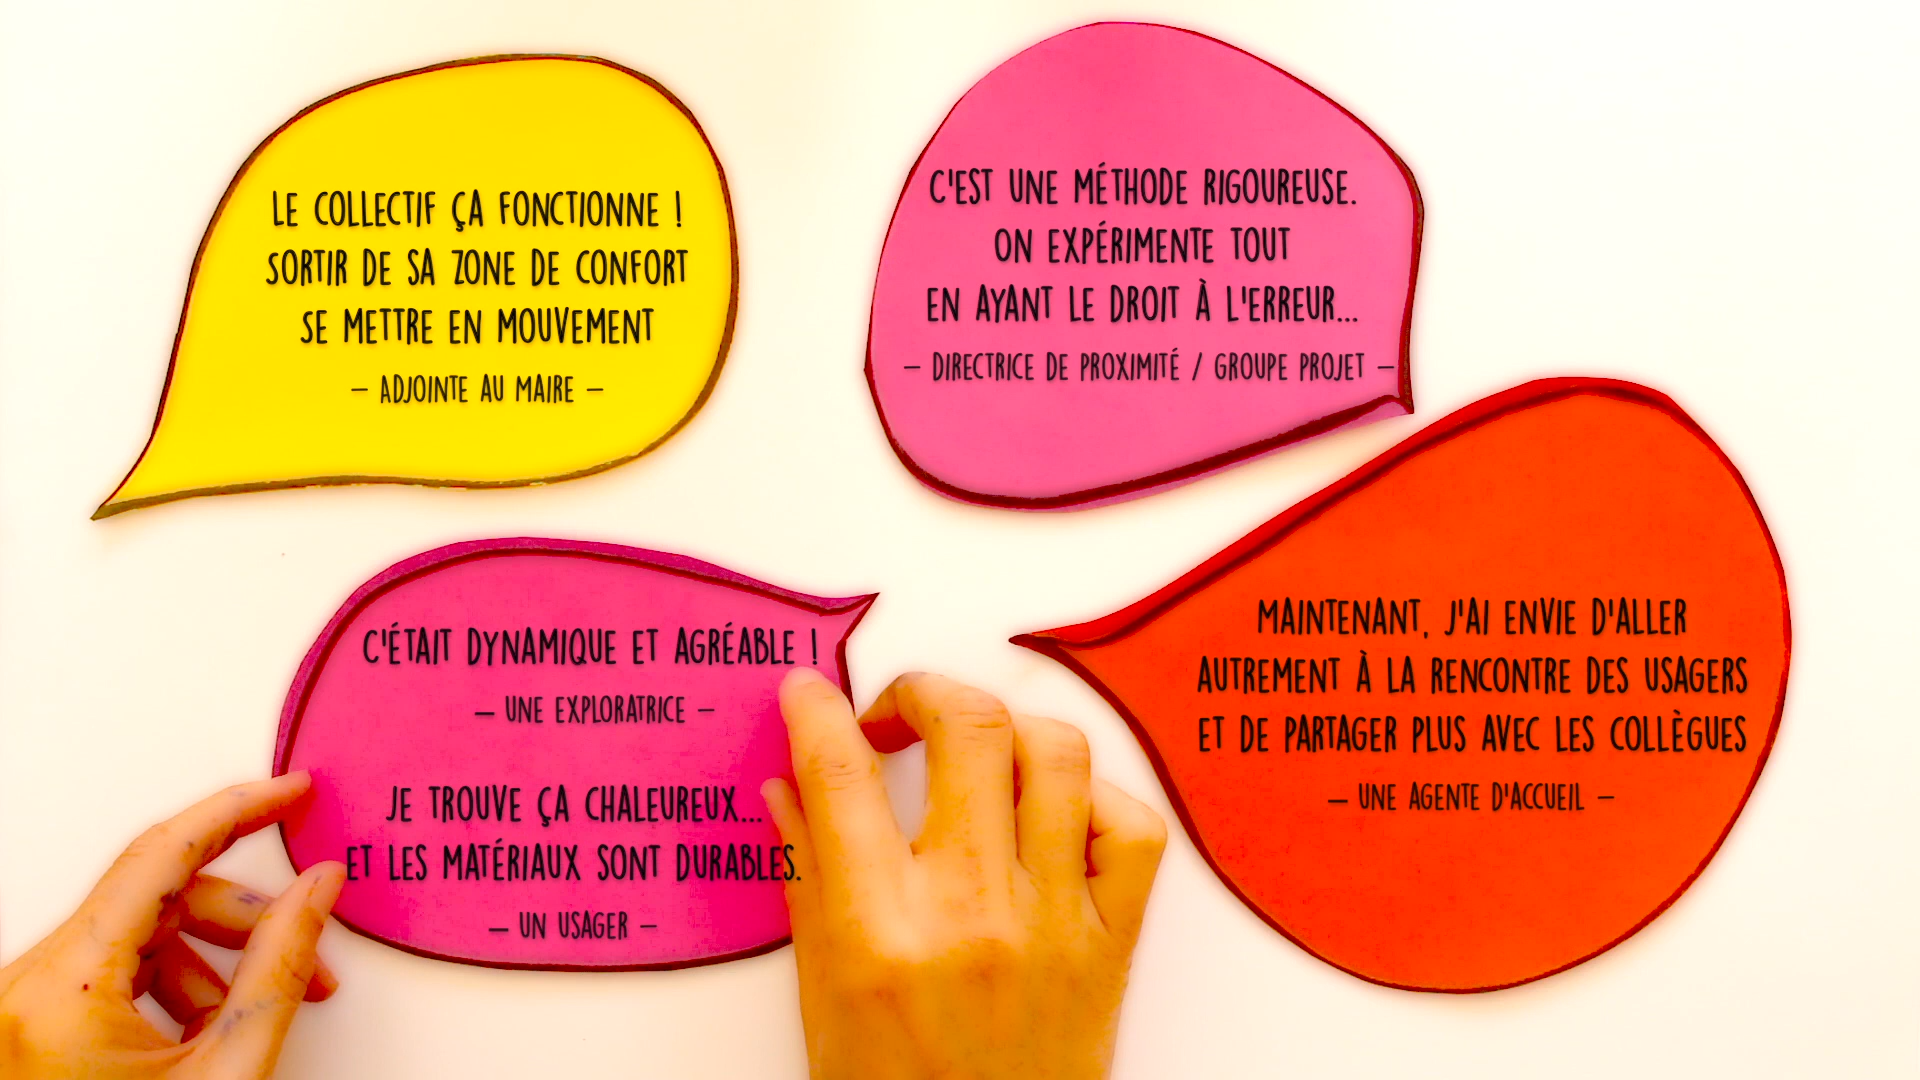 LE COLLECTIF ÇA FONCTIONNE !
SORTIR DE SA ZONE DE CONFORT
SE METTRE EN MOUVEMENT
– ADJOINTE AU MAIRE –
C'EST UNE MÉTHODE RIGOUREUSE.
ON EXPÉRIMENTE TOUT
EN AYANT LE DROIT À L'ERREUR...
– DIRECTRICE DE PROXIMITÉ / GROUPE PROJET –
C'ÉTAIT DYNAMIQUE ET AGRÉABLE !
– UNE EXPLORATRICE –
JE TROUVE ÇA CHALEUREUX...
ET LES MATÉRIAUX SONT DURABLES.
– UN USAGER –
MAINTENANT, J'AI ENVIE D'ALLER
AUTREMENT À LA RENCONTRE DES USAGERS
ET DE PARTAGER PLUS AVEC LES COLLÈGUES
– UNE AGENTE D'ACCUEIL –